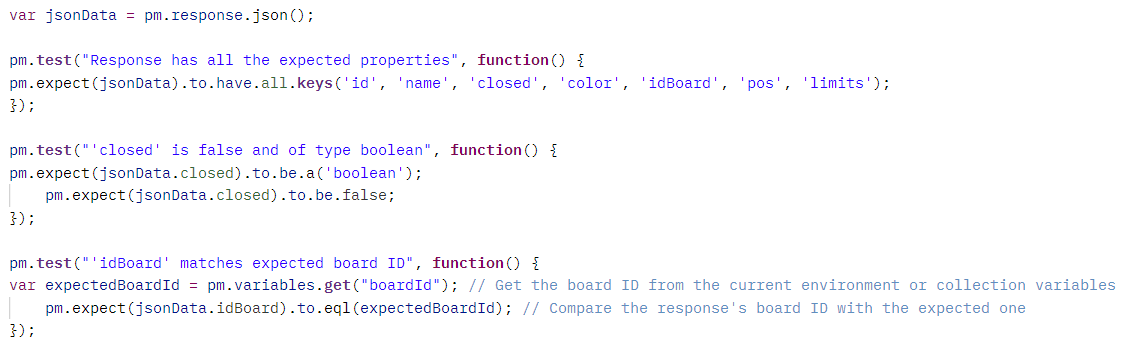 var jsonData = pm.response.json();
pm.test("Response has all the expected properties", function() {
pm.expect(jsonData).to.have.all.keys('id', 'name', 'closed', 'color', 'idBoard', 'pos', 'limits');
});
pm.test("'closed' is false and of type boolean", function() {
pm.expect(jsonData.closed).to.be.a('boolean');
    pm.expect(jsonData.closed).to.be.false;
});
pm.test("'idBoard' matches expected board ID", function() {
var expectedBoardId = pm.variables.get("boardId"); // Get the board ID from the current environment or collection variables
    pm.expect(jsonData.idBoard).to.eql(expectedBoardId); // Compare the response's board ID with the expected one
});